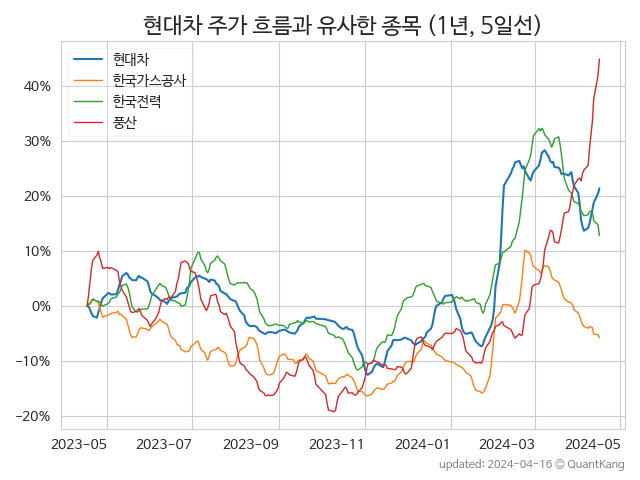 현대차 주가 흐름과 유사한 종목 (1년, 5일선)
현대차
한국가스공사
한국전력
풍산
40%
30%
20%
10%
0%
−10%
−20%
2023-05 2023-07 2023-09 2023-11 2024-01 2024-03 2024-05
updated: 2024-04-16 © QuantKang